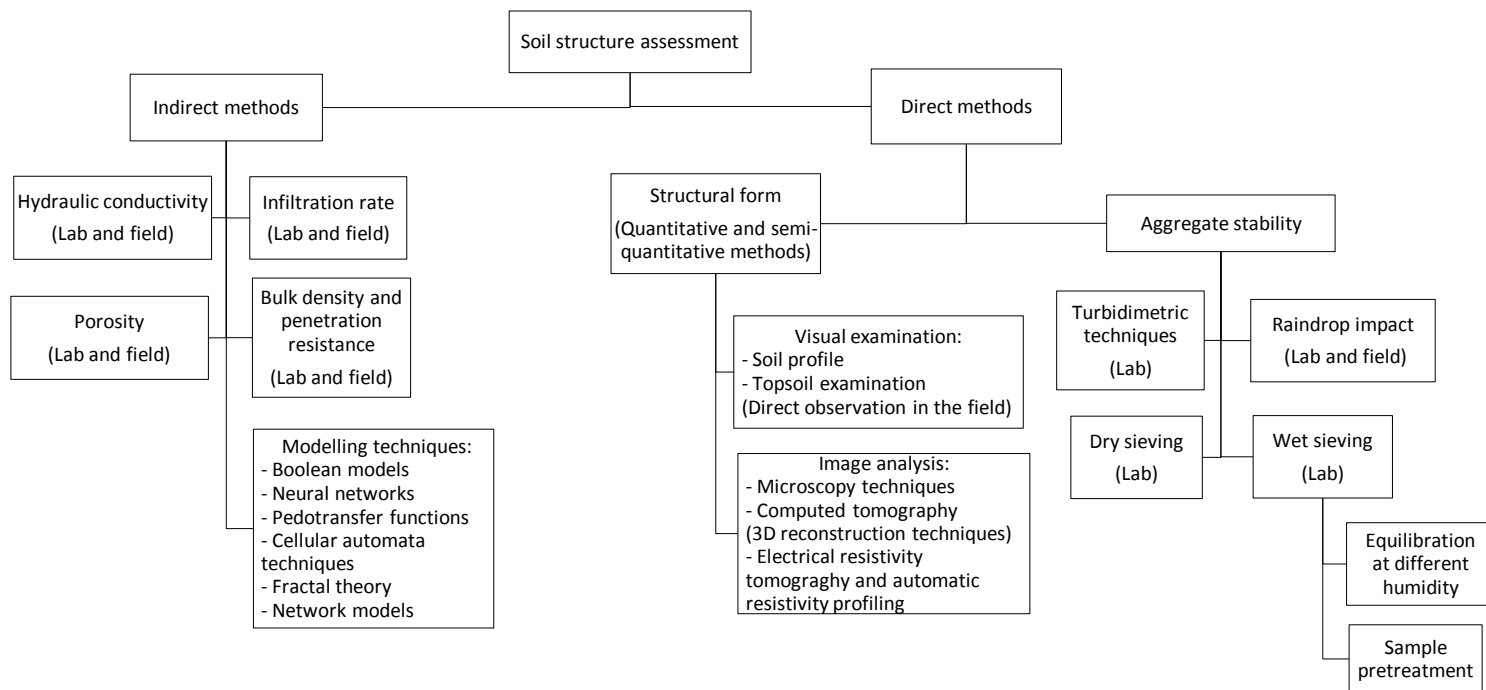 Soil structure assessment
Indirect methods
Direct methods
Hydraulic conductivity
(Lab and field)
Infiltration rate
(Lab and field)
Porosity
(Lab and field)
Bulk density and
penetration
resistance
(Lab and field)
Modelling techniques:
- Boolean models
- Neural networks
- Pedotransfer functions
- Cellular automata
techniques
- Fractal theory
- Network models
Structural form
(Quantitative and semi-
quantitative methods)
Visual examination:
- Soil profile
- Topsoil examination
(Direct observation in the field)
Image analysis:
- Microscopy techniques
- Computed tomography
(3D reconstruction techniques)
- Electrical resistivity
tomograghy and automatic
resistivity profiling
Aggregate stability
Turbidimetric
techniques
(Lab)
Raindrop impact
(Lab and field)
Dry sieving
(Lab)
Wet sieving
(Lab)
Equilibration
at different
humidity
Sample
pretreatment